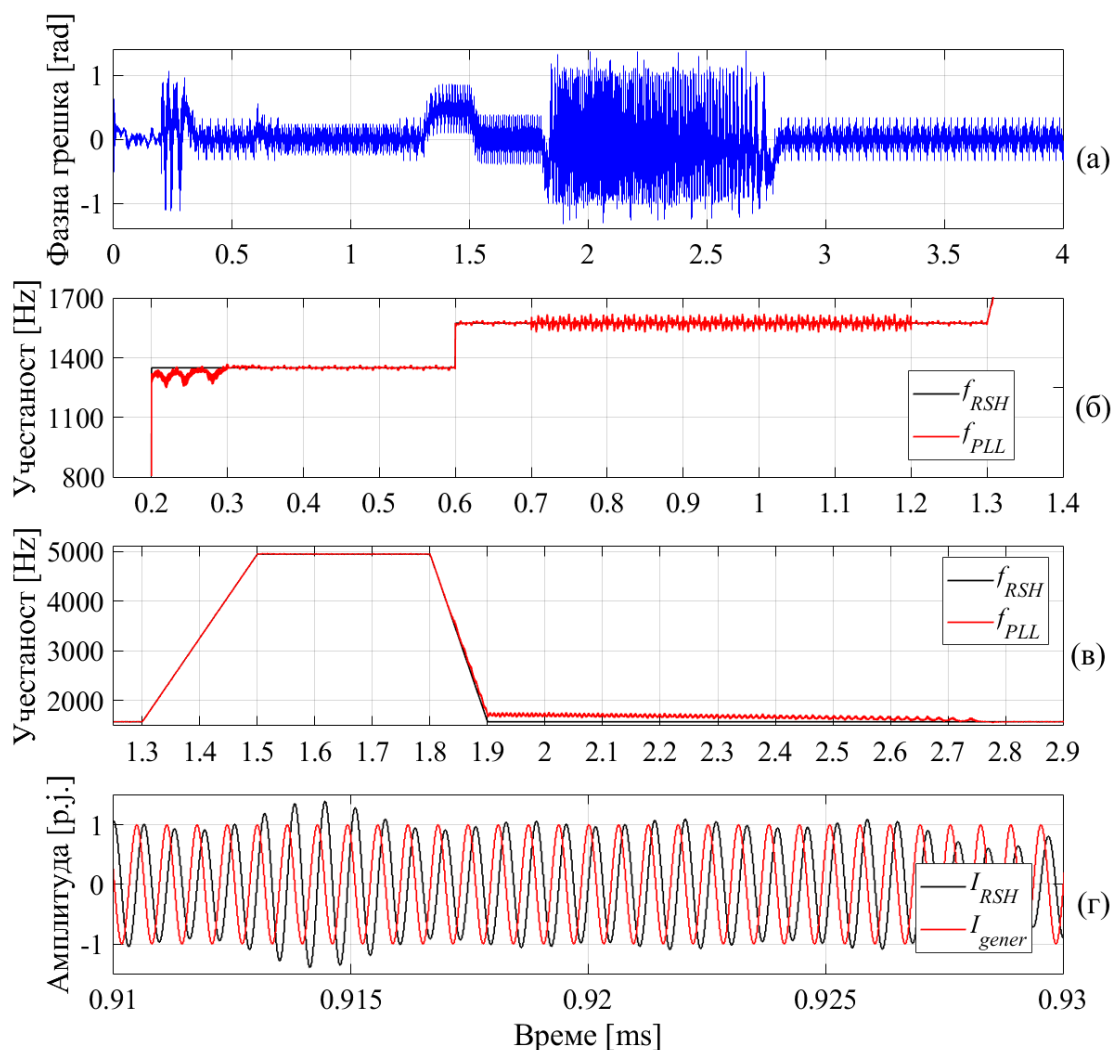 Фазна грешка [rad]
1
0
-1
0 0.5 1 1.5 2 2.5 3 3.5 4
(а)
Учестаност [Hz]
1700
1400
1100
800
f_RSH
f_PLL
0.2 0.3 0.4 0.5 0.6 0.7 0.8 0.9 1 1.1 1.2 1.3 1.4
(б)
Учестаност [Hz]
5000
4000
3000
2000
f_RSH
f_PLL
1.3 1.4 1.5 1.6 1.7 1.8 1.9 2 2.1 2.2 2.3 2.4 2.5 2.6 2.7 2.8 2.9
(в)
Амплитуда [p.j.]
1
0
-1
I_RSH
I_gener
0.91 0.915 0.92 0.925 0.93
(г)
Време [ms]